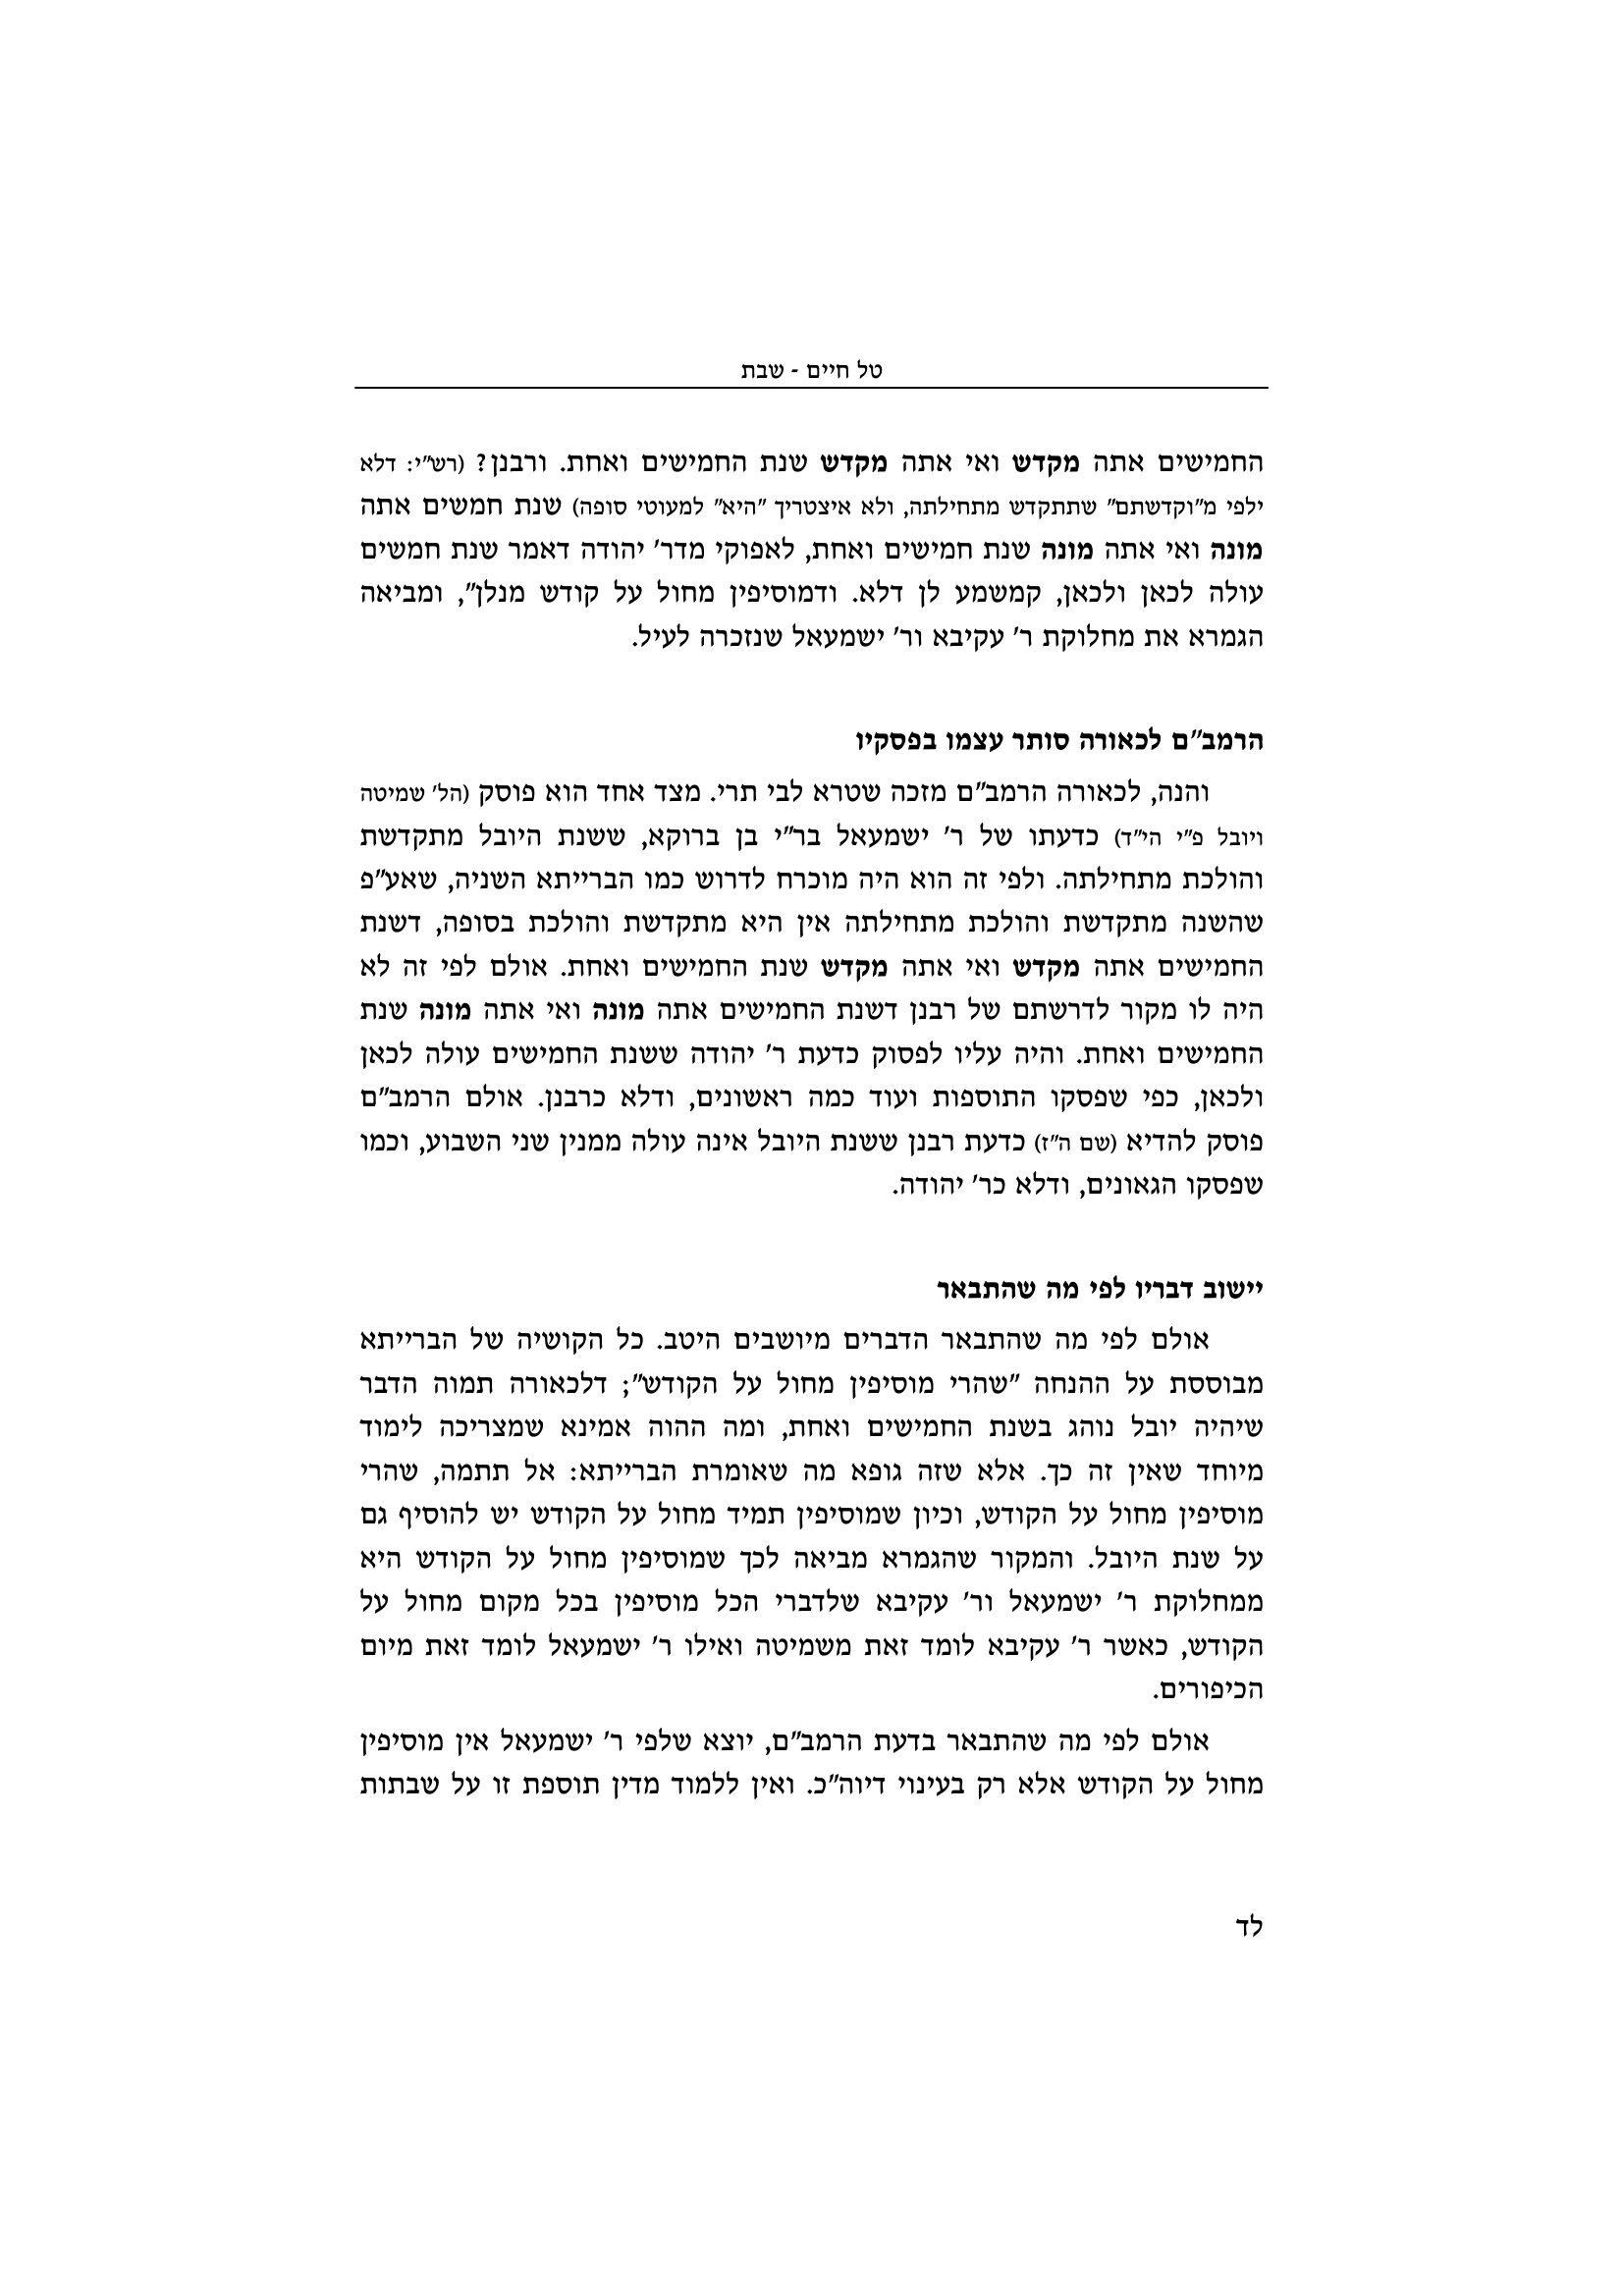 טל חיים - שבת
החמישים אתה מקדש ואי אתה מקדש שנת החמישים ואחת. ורבנן? (רש"י: דלא
ילפי מ"וקדשתם" שתתקדש מתחילתה, ולא איצטריך "היא" למעוטי סופה) שנת חמשים אתה
מונה ואי אתה מונה שנת חמישים ואחת, לאפוקי מדר' יהודה דאמר שנת חמשים
עולה לכאן ולכאן, קמשמע לן דלא. ודמוסיפין מחול על קודש מנלן", ומביאה
הגמרא את מחלוקת ר' עקיבא ור' ישמעאל שנזכרה לעיל.
הרמב"ם לכאורה סותר עצמו בפסקיו
והנה, לכאורה הרמב"ם מזכה שטרא לבי תרי. מצד אחד הוא פוסק (הל' שמיטה
ויובל פ"י הי"ד) כדעתו של ר' ישמעאל בר"י בן ברוקא, ששנת היובל מתקדשת
והולכת מתחילתה. ולפי זה הוא היה מוכרח לדרוש כמו הברייתא השניה, שאע"פ
שהשנה מתקדשת והולכת מתחילתה אין היא מתקדשת והולכת בסופה, דשנת
החמישים אתה מקדש ואי אתה מקדש שנת החמישים ואחת. אולם לפי זה לא
היה לו מקור לדרשתם של רבנן דשנת החמישים אתה מונה ואי אתה מונה שנת
החמישים ואחת. והיה עליו לפסוק כדעת ר' יהודה ששנת החמישים עולה לכאן
ולכאן, כפי שפסקו התוספות ועוד כמה ראשונים, ודלא כרבנן. אולם הרמב"ם
פוסק להדיא (שם ה"ז) כדעת רבנן ששנת היובל אינה עולה ממנין שני השבוע, וכמו
שפסקו הגאונים, ודלא כר' יהודה.
יישוב דבריו לפי מה שהתבאר
אולם לפי מה שהתבאר הדברים מיושבים היטב. כל הקושיה של הברייתא
מבוססת על ההנחה "שהרי מוסיפין מחול על הקודש"; דלכאורה תמוה הדבר
שיהיה יובל נוהג בשנת החמישים ואחת, ומה ההוה אמינא שמצריכה לימוד
מיוחד שאין זה כך. אלא שזה גופא מה שאומרת הברייתא: אל תתמה, שהרי
מוסיפין מחול על הקודש, וכיון שמוסיפין תמיד מחול על הקודש יש להוסיף גם
על שנת היובל. והמקור שהגמרא מביאה לכך שמוסיפין מחול על הקודש היא
ממחלוקת ר' ישמעאל ור' עקיבא שלדברי הכל מוסיפין בכל מקום מחול על
הקודש, כאשר ר' עקיבא לומד זאת משמיטה ואילו ר' ישמעאל לומד זאת מיום
הכיפורים.
אולם לפי מה שהתבאר בדעת הרמב"ם, יוצא שלפי ר' ישמעאל אין מוסיפין
מחול על הקודש אלא רק בעינוי דיוה"כ. ואין ללמוד מדין תוספת זו על שבתות
לד